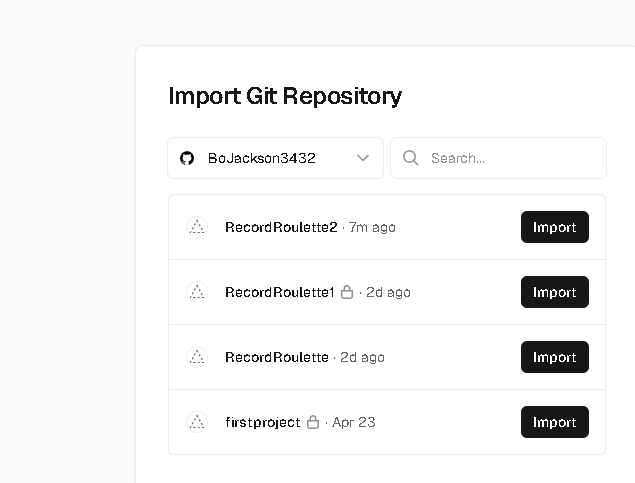 Import Git Repository
BoJackson3432 Search...
RecordRoulette2 · 7m ago Import
RecordRoulette1 · 2d ago Import
RecordRoulette · 2d ago Import
firstproject · Apr 23 Import